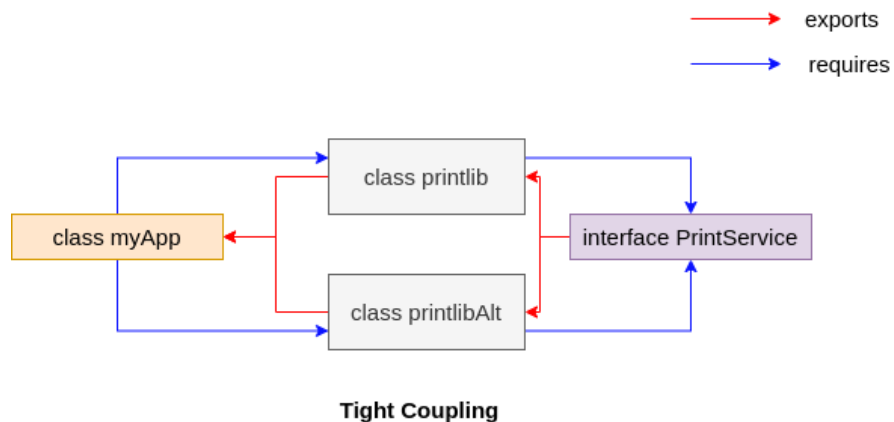 exports
requires
class printlib
class myApp
interface PrintService
class printlibAlt
Tight Coupling